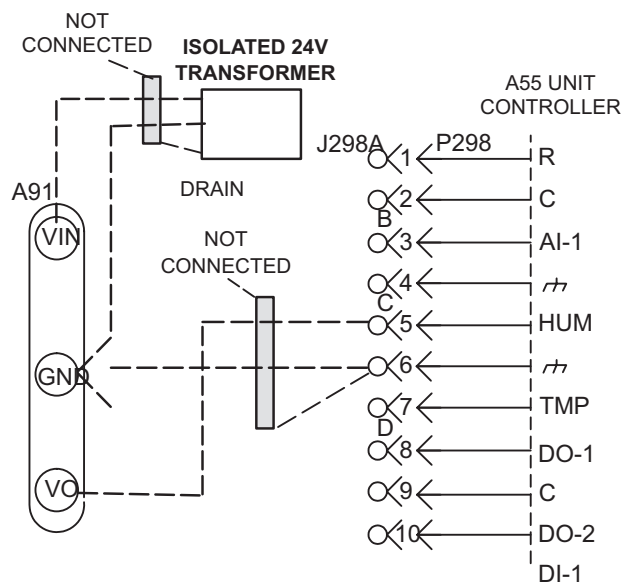 NOT
CONNECTED
ISOLATED 24V
TRANSFORMER
A55 UNIT
CONTROLLER
J298A
P298
1
R
DRAIN
A91
2
C
B
VIN
NOT
CONNECTED
3
AI-1
4
C
5
HUM
GND
6
7
TMP
D
8
DO-1
VO
9
C
10
DO-2
DI-1